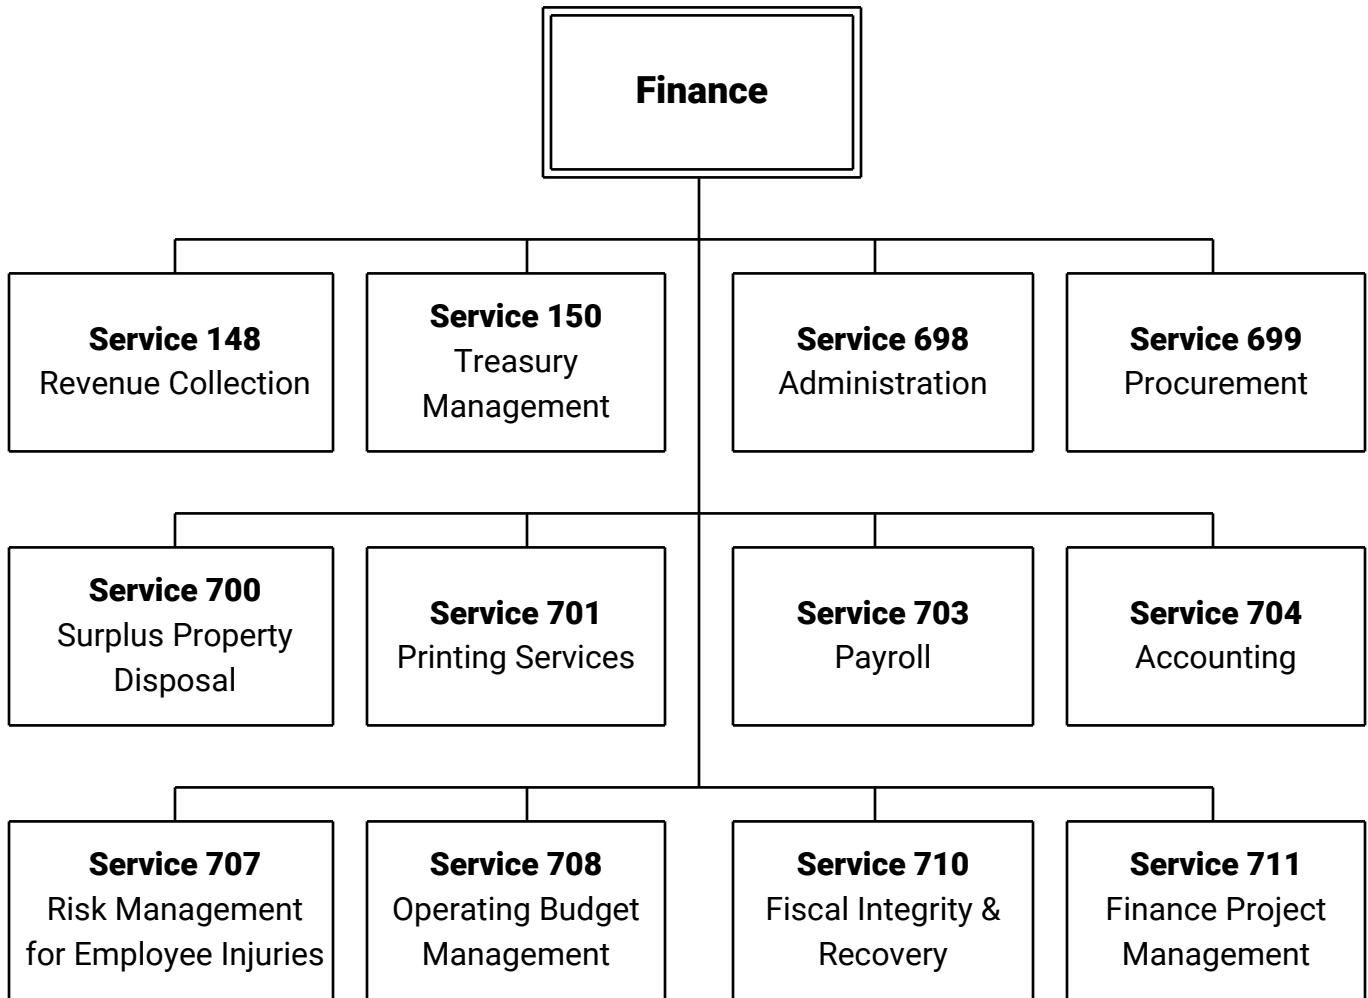 Finance
Service 148
Revenue Collection
Service 150
Treasury
Management
Service 698
Administration
Service 699
Procurement
Service 700
Surplus Property
Disposal
Service 701
Printing Services
Service 703
Payroll
Service 704
Accounting
Service 707
Risk Management
for Employee Injuries
Service 708
Operating Budget
Management
Service 710
Fiscal Integrity &
Recovery
Service 711
Finance Project
Management